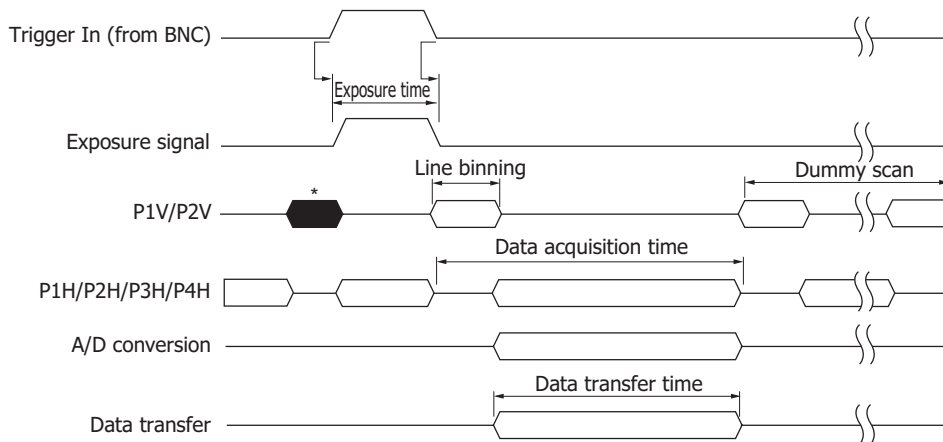 Trigger In (from BNC)
Exposure time
Exposure signal
Line binning
Dummy scan
*
P1V/P2V
Data acquisition time
P1H/P2H/P3H/P4H
A/D conversion
Data transfer time
Data transfer